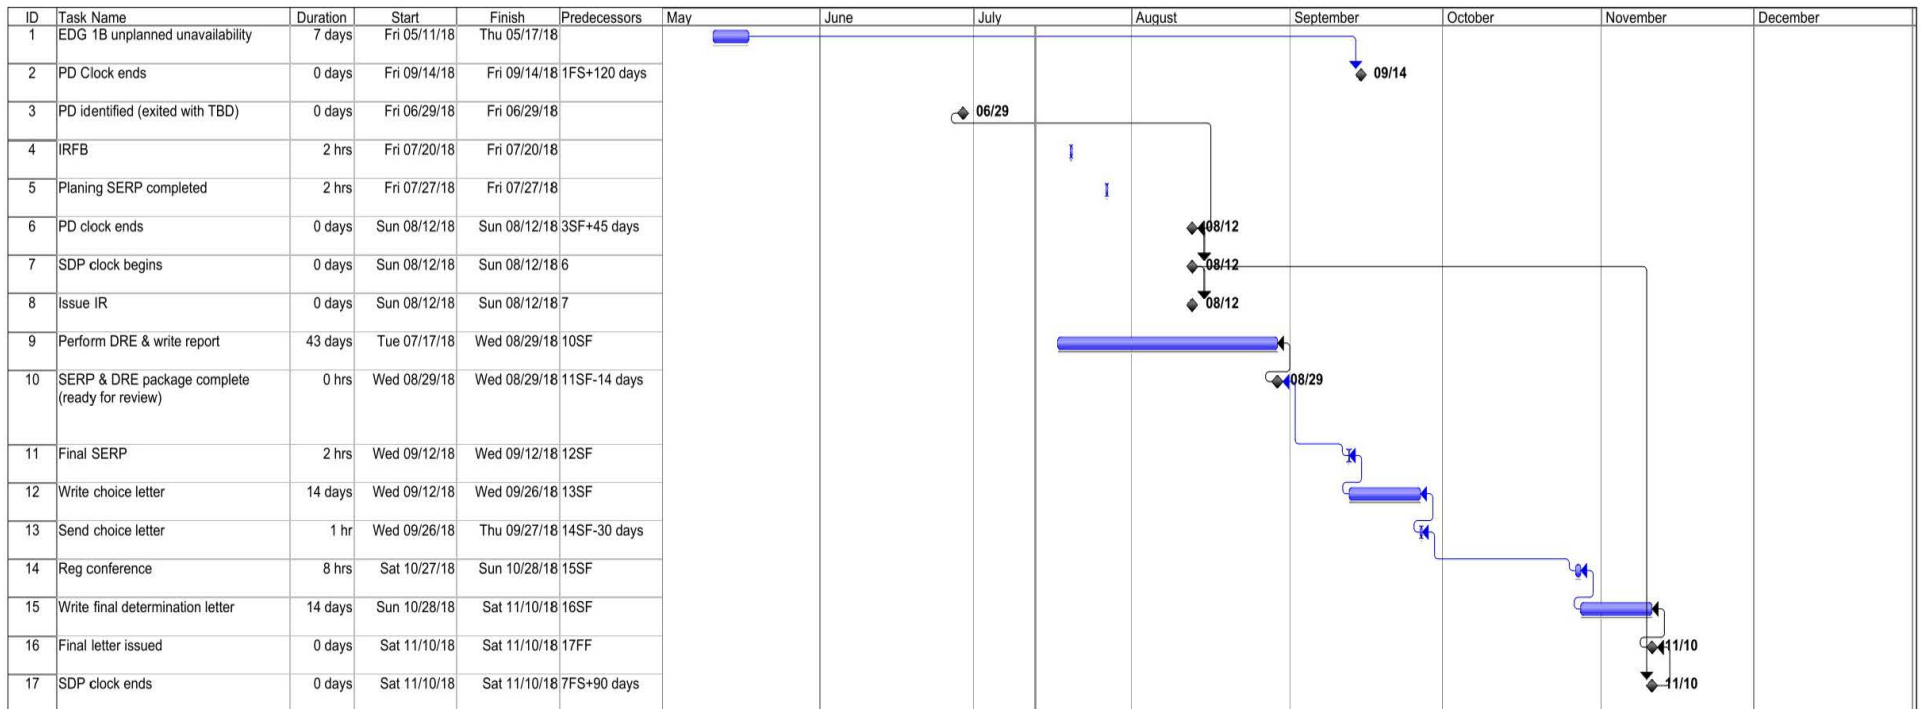 ID Task Name Duration Start Finish Predecessors May June July August September October November December
1 EDG 1B unplanned unavailability 7 days Fri 05/11/18 Thu 05/17/18
2 PD Clock ends 0 days Fri 09/14/18 Fri 09/14/18 1FS+120 days 09/14
3 PD identified (exited with TBD) 0 days Fri 06/29/18 Fri 06/29/18 06/29
4 IRFB 2 hrs Fri 07/20/18 Fri 07/20/18
5 Planing SERP completed 2 hrs Fri 07/27/18 Fri 07/27/18
6 PD clock ends 0 days Sun 08/12/18 Sun 08/12/18 3SF+45 days 08/12
7 SDP clock begins 0 days Sun 08/12/18 Sun 08/12/18 6 08/12
8 Issue IR 0 days Sun 08/12/18 Sun 08/12/18 7 08/12
9 Perform DRE & write report 43 days Tue 07/17/18 Wed 08/29/18 10SF
10 SERP & DRE package complete 0 hrs Wed 08/29/18 Wed 08/29/18 11SF-14 days 08/29
(ready for review)
11 Final SERP 2 hrs Wed 09/12/18 Wed 09/12/18 12SF
12 Write choice letter 14 days Wed 09/12/18 Wed 09/26/18 13SF
13 Send choice letter 1 hr Wed 09/26/18 Thu 09/27/18 14SF-30 days
14 Reg conference 8 hrs Sat 10/27/18 Sun 10/28/18 15SF
15 Write final determination letter 14 days Sun 10/28/18 Sat 11/10/18 16SF
16 Final letter issued 0 days Sat 11/10/18 Sat 11/10/18 17FF 11/10
17 SDP clock ends 0 days Sat 11/10/18 Sat 11/10/18 7FS+90 days 11/10